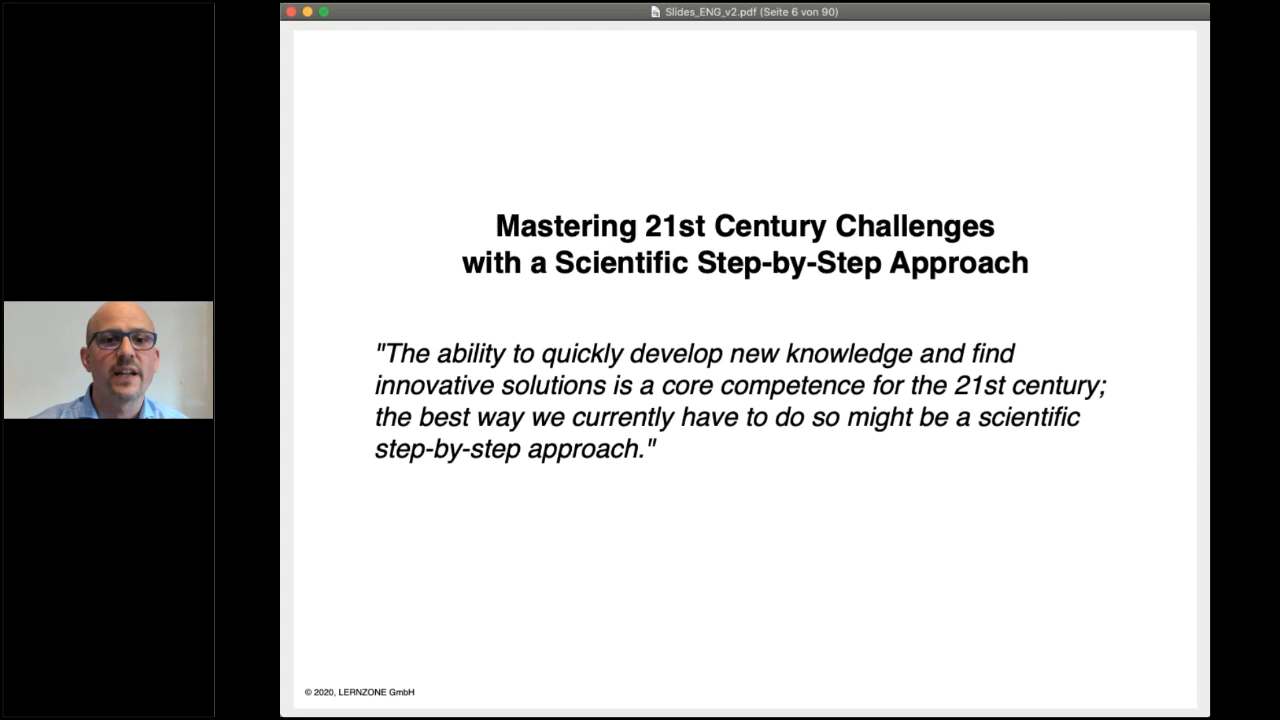 Slides_ENG_v2.pdf (Seite 6 von 90)
Mastering 21st Century Challenges
with a Scientific Step-by-Step Approach
"The ability to quickly develop new knowledge and find
innovative solutions is a core competence for the 21st century;
the best way we currently have to do so might be a scientific
step-by-step approach."
© 2020, LERNZONE GmbH